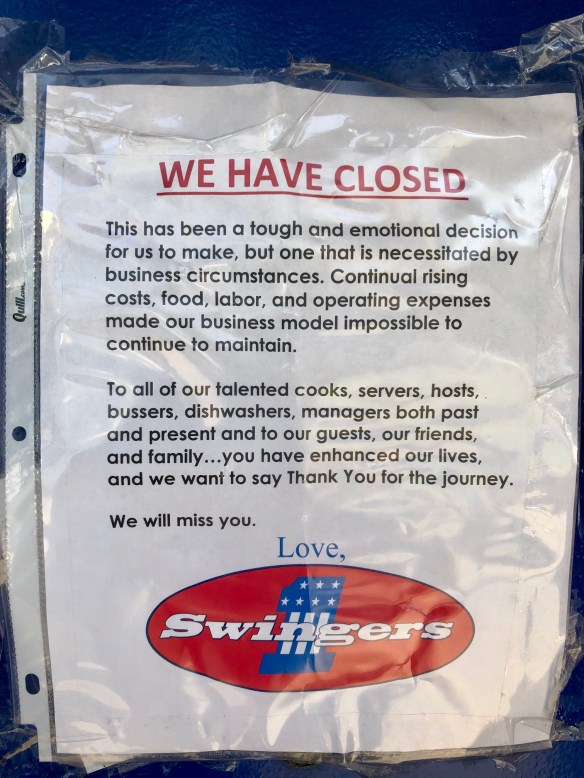 WE HAVE CLOSED
This has been a tough and emotional decision
for us to make, but one that is necessitated by
business circumstances. Continual rising
costs, food, labor, and operating expenses
made our business model impossible to
continue to maintain.
To all of our talented cooks, servers, hosts,
bussers, dishwashers, managers both past
and present and to our guests, our friends,
and family...you have enhanced our lives,
and we want to say Thank You for the journey.
We will miss you.
Love,
1
Swingers
Quill.com